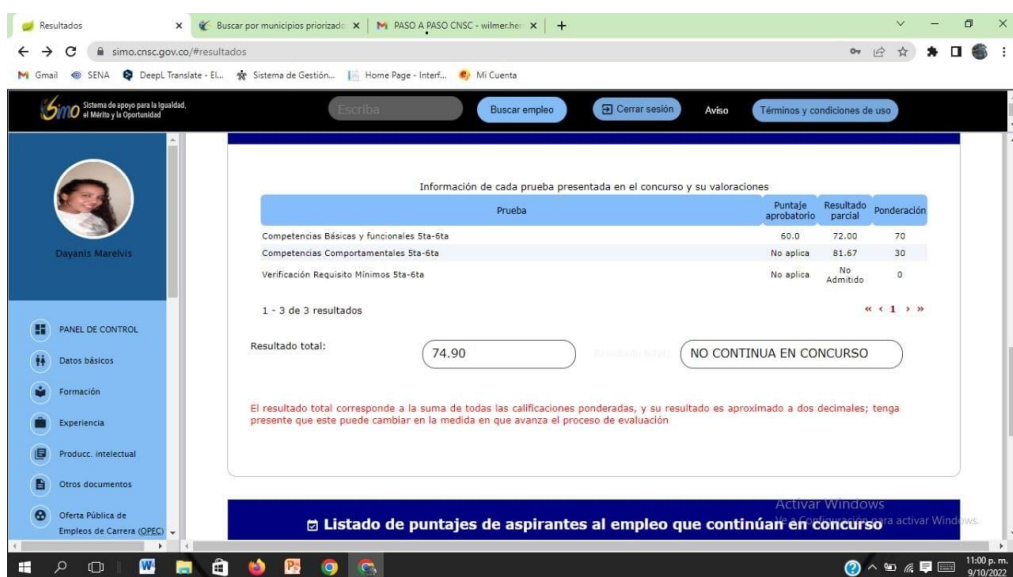 Resultados
Buscar por municipios priorizado
PASO A PASO CNSC - wilmer.her
simo.cnsc.gov.co/#resultados
Gmail
SENA
DeepL Translate - El...
Sistema de Gestión...
Home Page - Interf...
Mi Cuenta
Simo
Sistema de apoyo para la Igualdad,
el Mérito y la Oportunidad
Escriba
Buscar empleo
Cerrar sesión
Aviso
Términos y condiciones de uso
Dayanis Marelvis
PANEL DE CONTROL
Datos básicos
Formación
Experiencia
Producc. intelectual
Otros documentos
Oferta Pública de
Empleos de Carrera (OPEC)
Información de cada prueba presentada en el concurso y su valoraciones
Prueba Puntaje aprobatorio Resultado parcial Ponderación
Competencias Básicas y funcionales 5ta-6ta 60.0 72.00 70
Competencias Comportamentales 5ta-6ta No aplica 81.67 30
Verificación Requisito Mínimos 5ta-6ta No aplica No Admitido 0
1 - 3 de 3 resultados « ‹ 1 › »
Resultado total: 74.90 Resultado total: NO CONTINUA EN CONCURSO
El resultado total corresponde a la suma de todas las calificaciones ponderadas, y su resultado es aproximado a dos decimales; tenga
presente que este puede cambiar en la medida en que avanza el proceso de evaluación
Listado de puntajes de aspirantes al empleo que continúan en concurso
Activar Windows
Ve a Configuración para activar Windows.
11:00 p. m.
9/10/2022